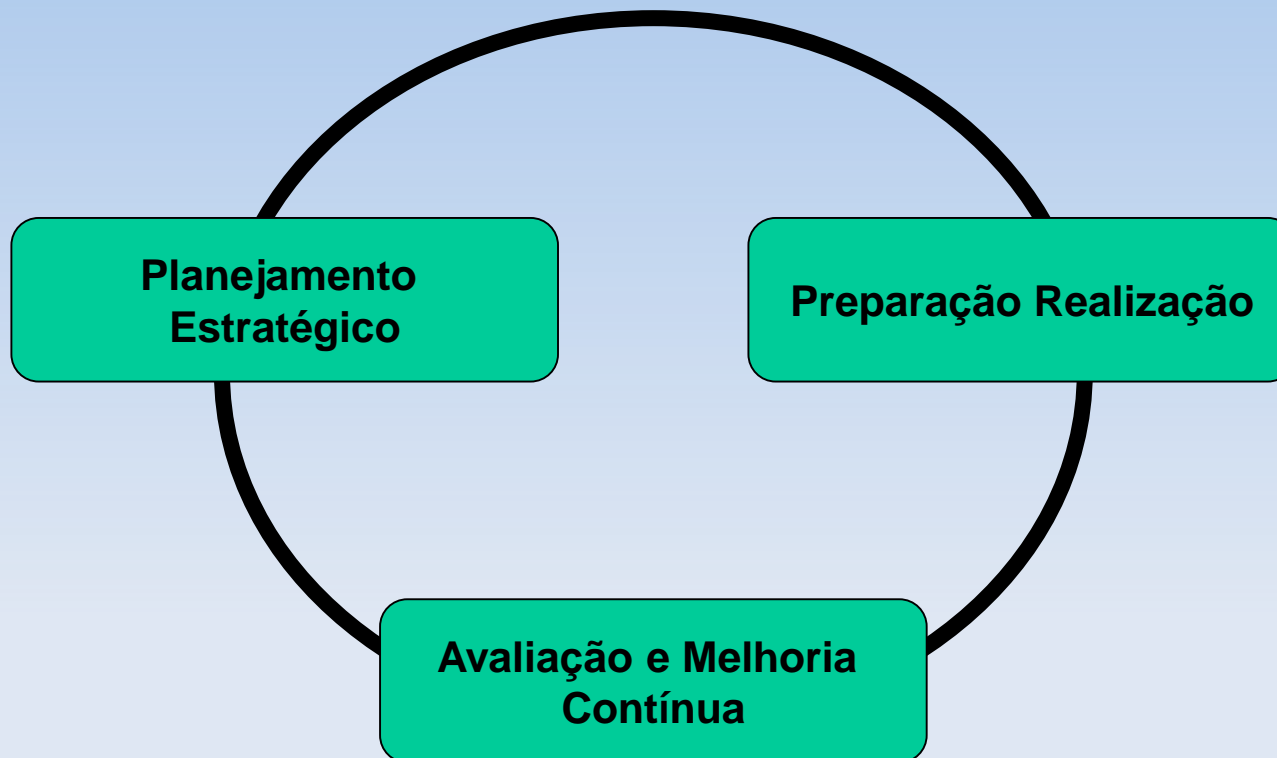 Planejamento
Estratégico
Preparação Realização
Avaliação e Melhoria
Contínua